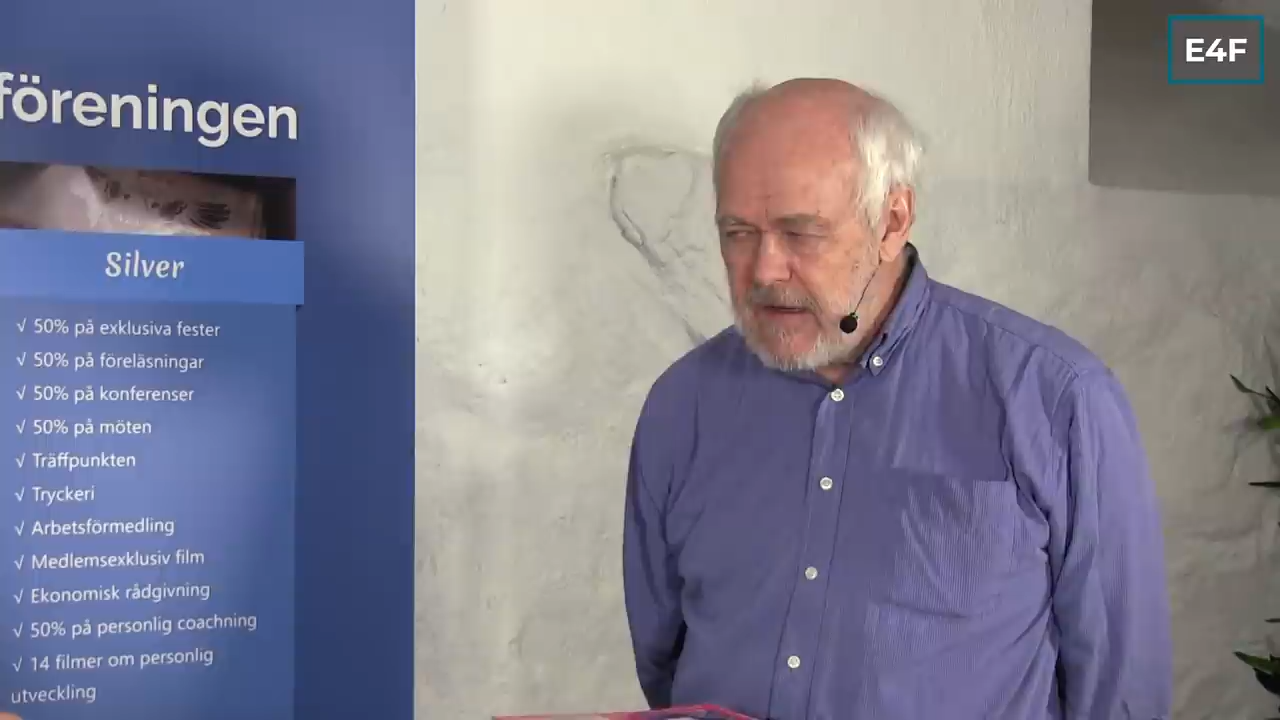 E4F
föreningen
Silver
√ 50% på exklusiva fester
√ 50% på föreläsningar
√ 50% på konferenser
√ 50% på möten
√ Träffpunkten
√ Tryckeri
√ Arbetsförmedling
√ Medlemsexklusiv film
√ Ekonomisk rådgivning
√ 50% på personlig coachning
√ 14 filmer om personlig
utveckling